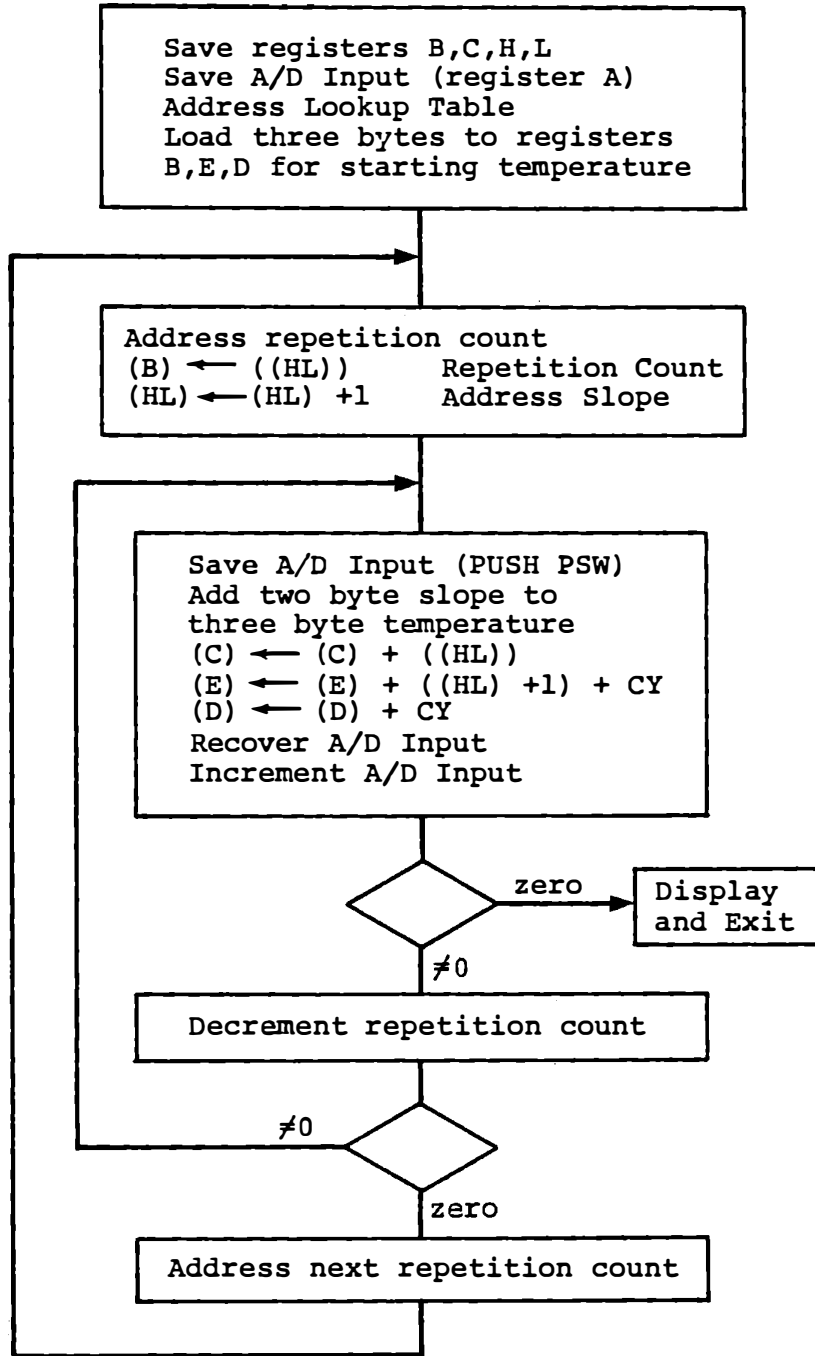 Save registers B,C,H,L
Save A/D Input (register A)
Address Lookup Table
Load three bytes to registers
B,E,D for starting temperature
Address repetition count
(B) ← ((HL)) Repetition Count
(HL) ← (HL) +1 Address Slope
Save A/D Input (PUSH PSW)
Add two byte slope to
three byte temperature
(C) ← (C) + ((HL))
(E) ← (E) + ((HL) +1) + CY
(D) ← (D) + CY
Recover A/D Input
Increment A/D Input
zero
Display
and Exit
≠0
Decrement repetition count
≠0
zero
Address next repetition count